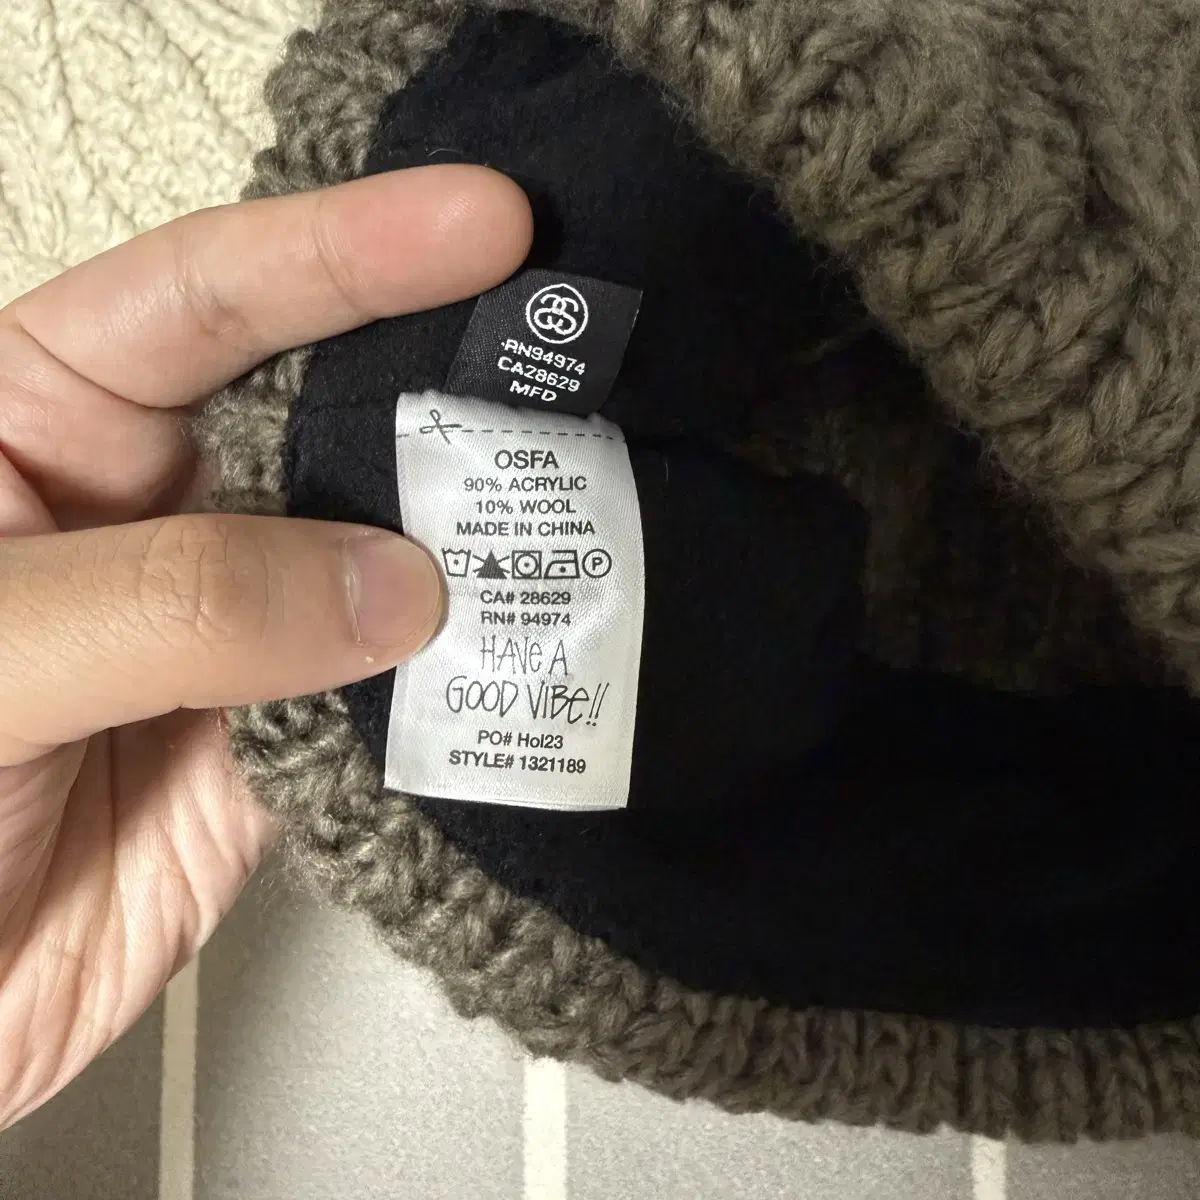 RN94974
CA28629
MFD
OSFA
90% ACRYLIC
10% WOOL
MADE IN CHINA
P
CA# 28629
RN# 94974
HAVE A
GOOD VIBE!!
PO# Hol23
STYLE# 1321189